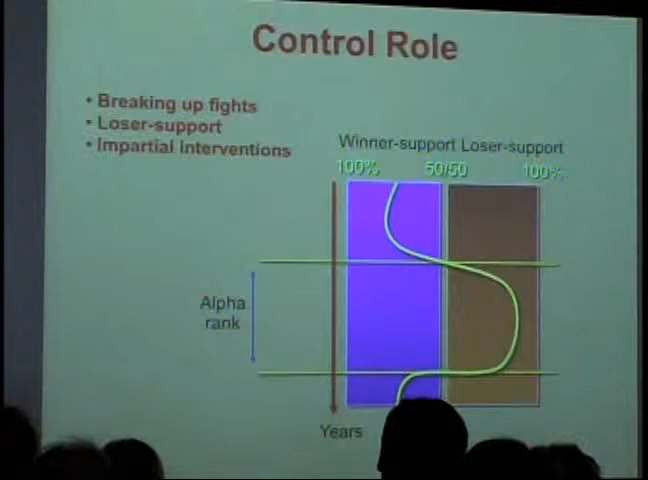 Control Role
• Breaking up fights
• Loser-support
• Impartial Interventions
Winner-support Loser-support
100% 50/50 100%
Alpha
rank
Years